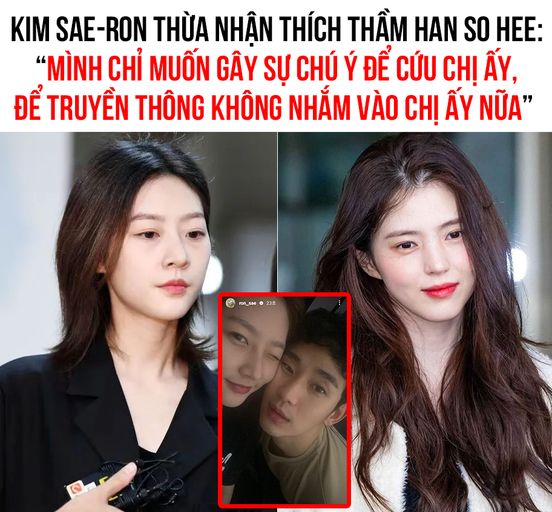 KIM SAE-RON THỪA NHẬN THÍCH THẦM HAN SO HEE:
“MÌNH CHỈ MUỐN GÂY SỰ CHÚ Ý ĐỂ CỨU CHỊ ẤY,
ĐỂ TRUYỀN THÔNG KHÔNG NHẮM VÀO CHỊ ẤY NỮA”
ron_sae